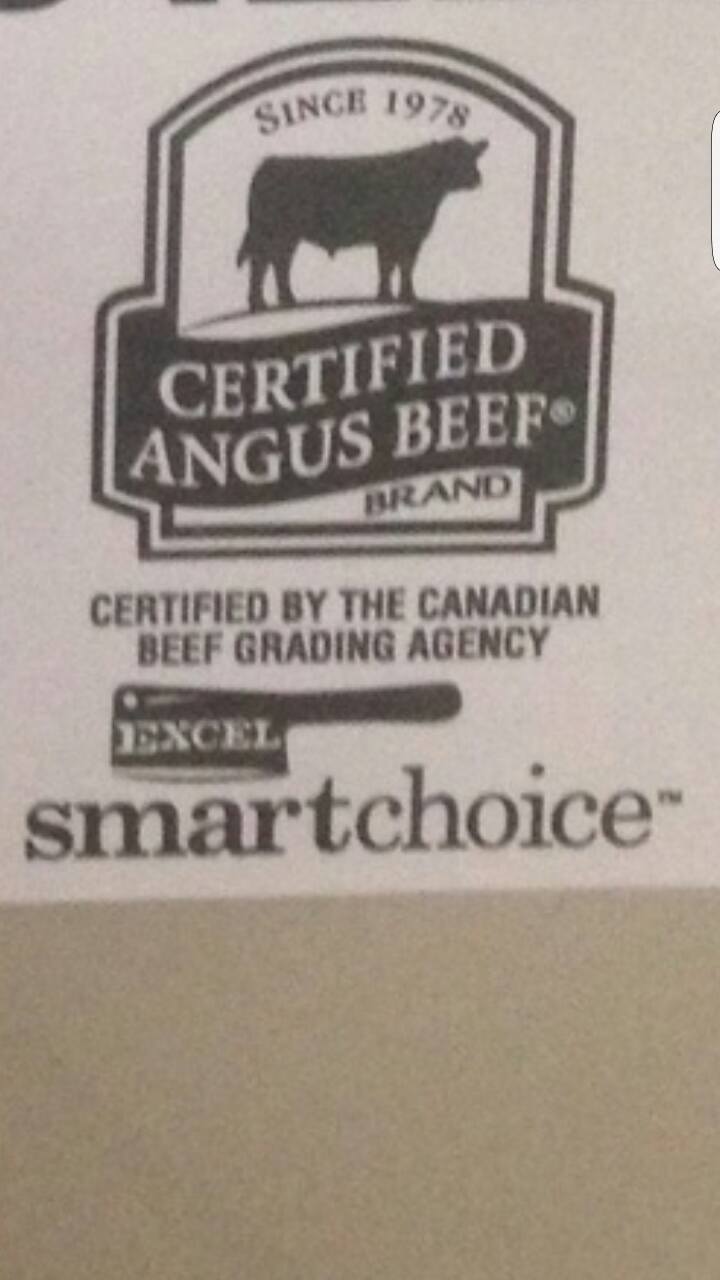 SINCE 1978
CERTIFIED
ANGUS BEEF®
BRAND
CERTIFIED BY THE CANADIAN
BEEF GRADING AGENCY
EXCEL
smartchoice™